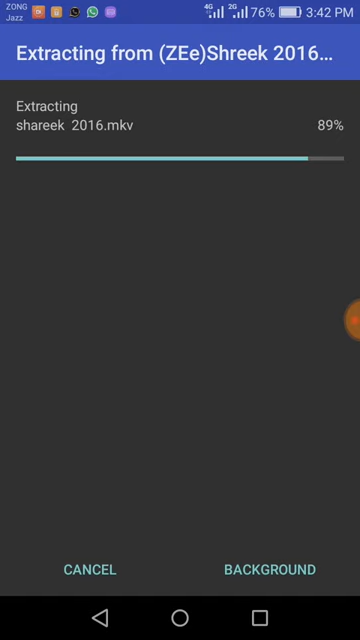 ZONG
Jazz
4G 3G 2G 76% 3:42 PM
Extracting from (ZEe)Shreek 2016...
Extracting
shareek 2016.mkv 89%
CANCEL BACKGROUND